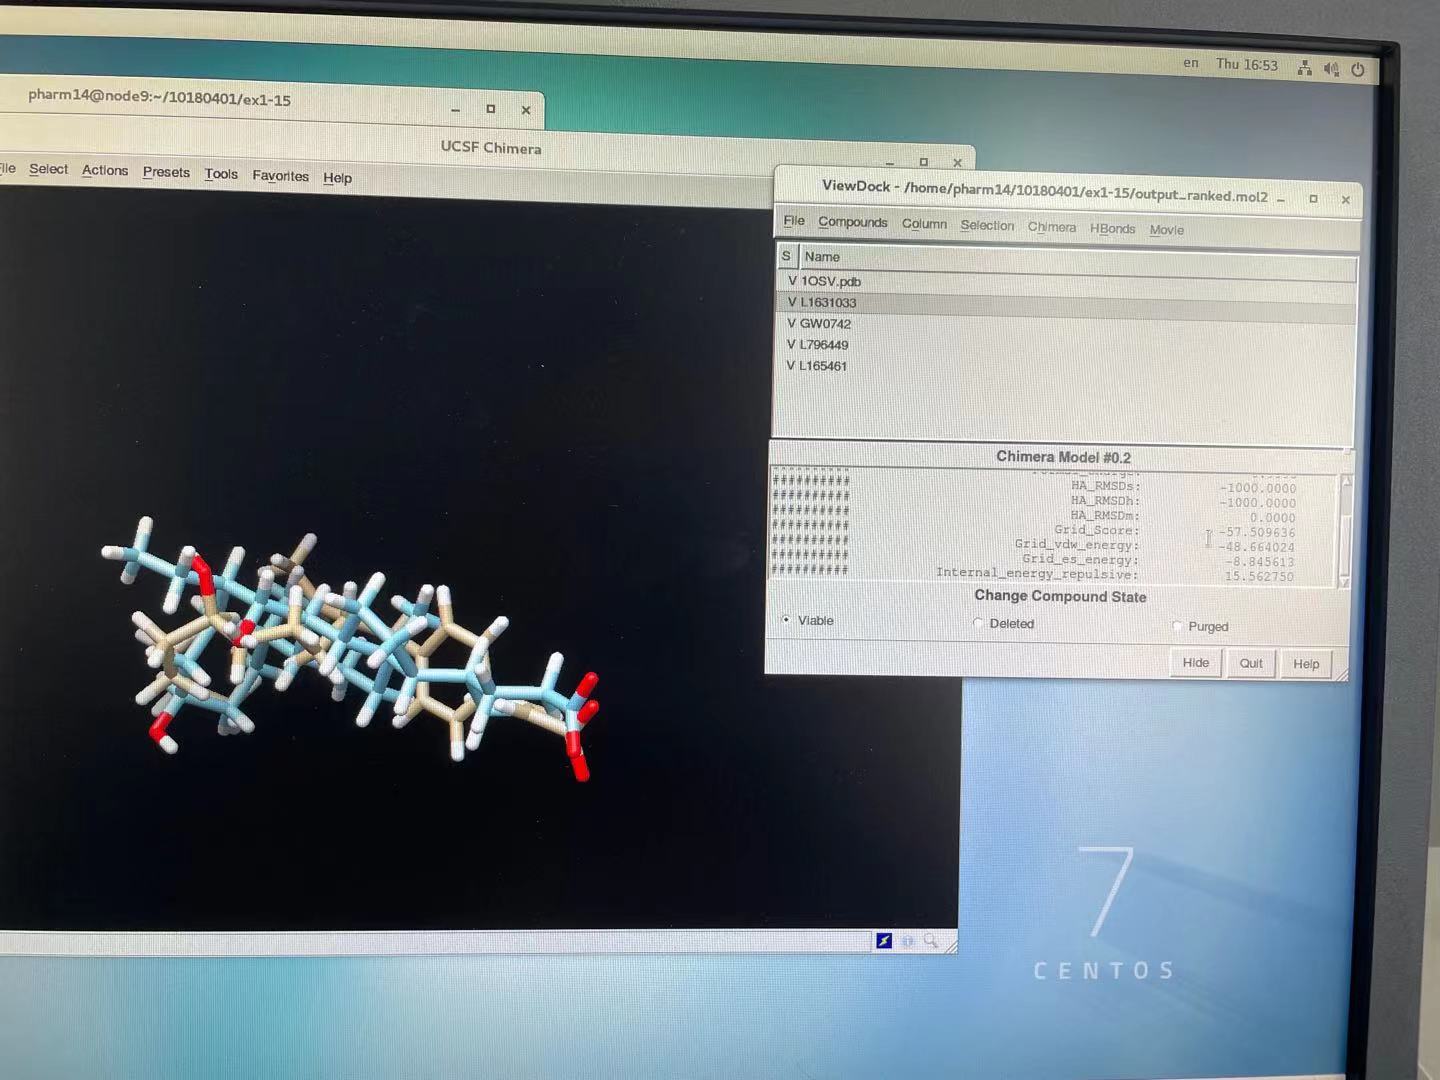 en Thu 16:53
pharm14@node9:~/10180401/ex1-15
UCSF Chimera
Select Actions Presets Tools Favorites Help
ViewDock - /home/pharm14/10180401/ex1-15/output_ranked.mol2
File Compounds Column Selection Chimera HBonds Movie
S Name
V 1OSV.pdb
V L1631033
V GW0742
V L796449
V L165461
Chimera Model #0.2
########## HA_RMSDs: -1000.0000
########## HA_RMSDh: -1000.0000
########## HA_RMSDm: 0.0000
########## Grid_Score: -57.509636
########## Grid_vdw_energy: -48.664024
########## Grid_es_energy: -8.845613
########## Internal_energy_repulsive: 15.562750
Change Compound State
Viable Deleted Purged
Hide Quit Help
7
CENTOS